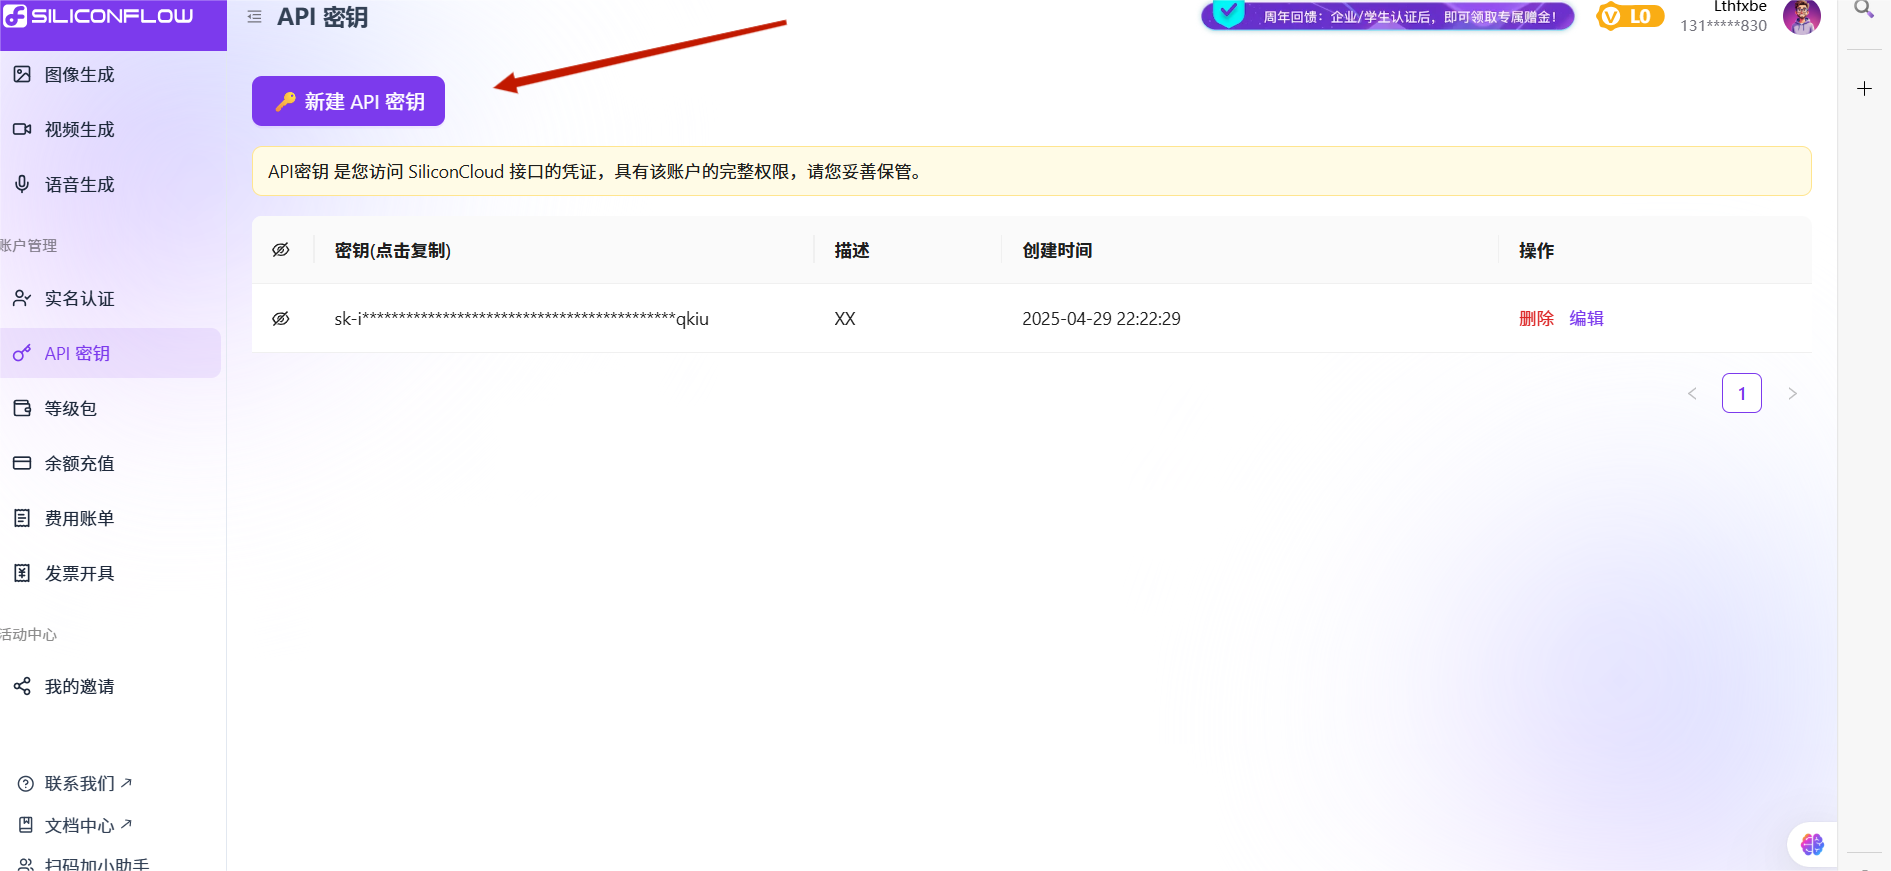 SILICONFLOW
API 密钥
周年回馈：企业/学生认证后，即可领取专属赠金！
L0
Lthfxbe
131*****830
图像生成
视频生成
语音生成
账户管理
实名认证
API 密钥
等级包
余额充值
费用账单
发票开具
活动中心
我的邀请
联系我们
文档中心
扫码加小助手
新建 API 密钥
API密钥 是您访问 SiliconCloud 接口的凭证，具有该账户的完整权限，请您妥善保管。
密钥(点击复制) 描述 创建时间 操作
sk-i********************************************qkiu XX 2025-04-29 22:22:29 删除 编辑
1